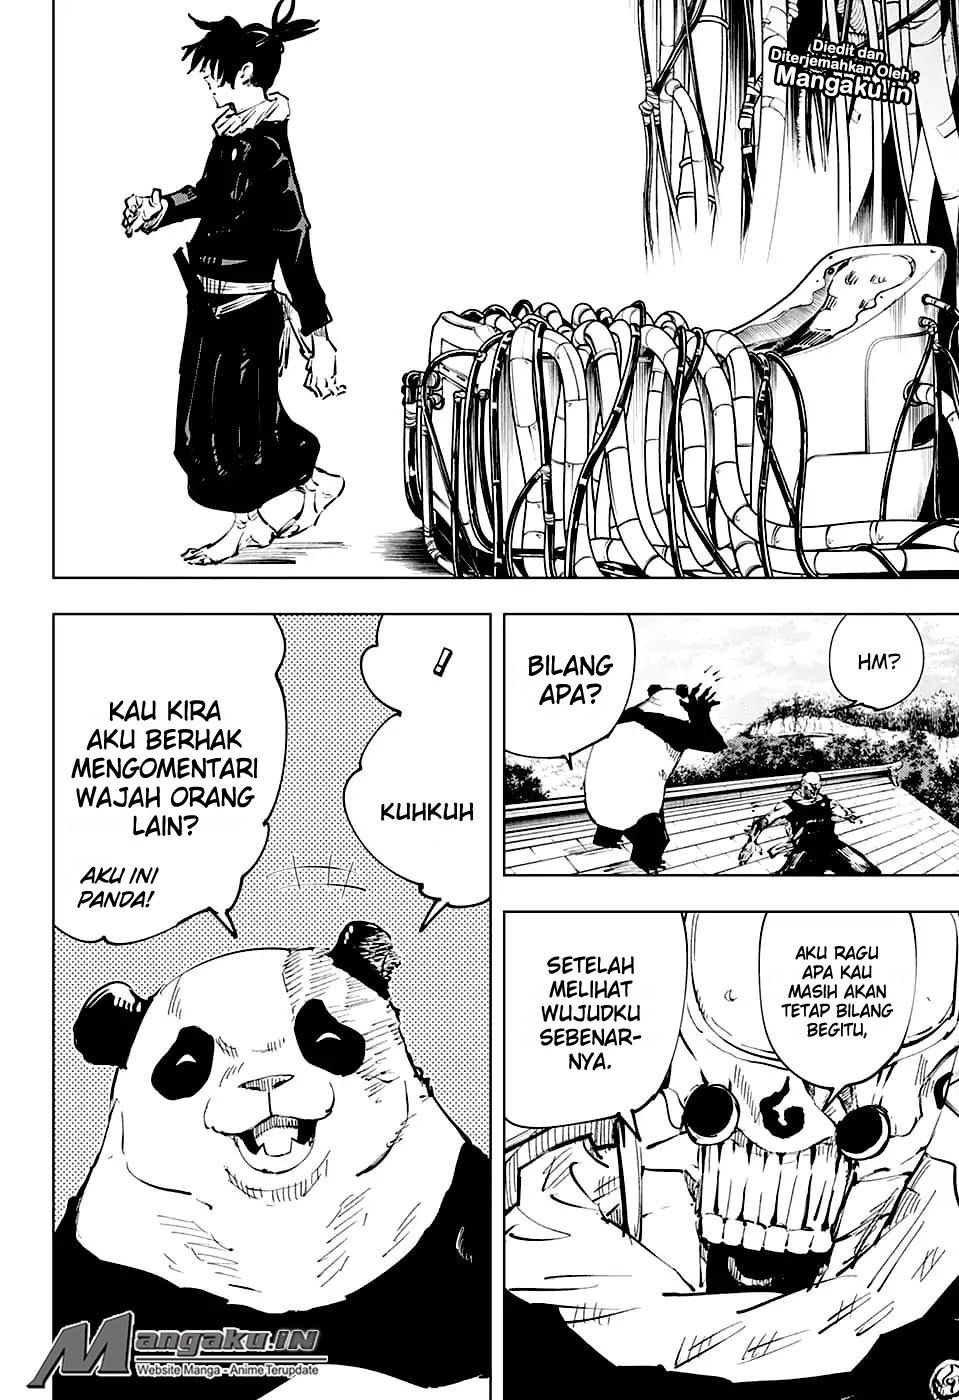 Diedit dan
Diterjemahkan Oleh :
Mangaku.in
HM?
BILANG
APA?
AKU RAGU
APA KAU
MASIH AKAN
TETAP BILANG
BEGITU,
SETELAH
MELIHAT
WUJUDKU
SEBENAR-
NYA.
!
KUHKUH
KAU KIRA
AKU BERHAK
MENGOMENTARI
WAJAH ORANG
LAIN?
AKU INI
PANDA!
Mangaku.iN
Website Manga - Anime Terupdate